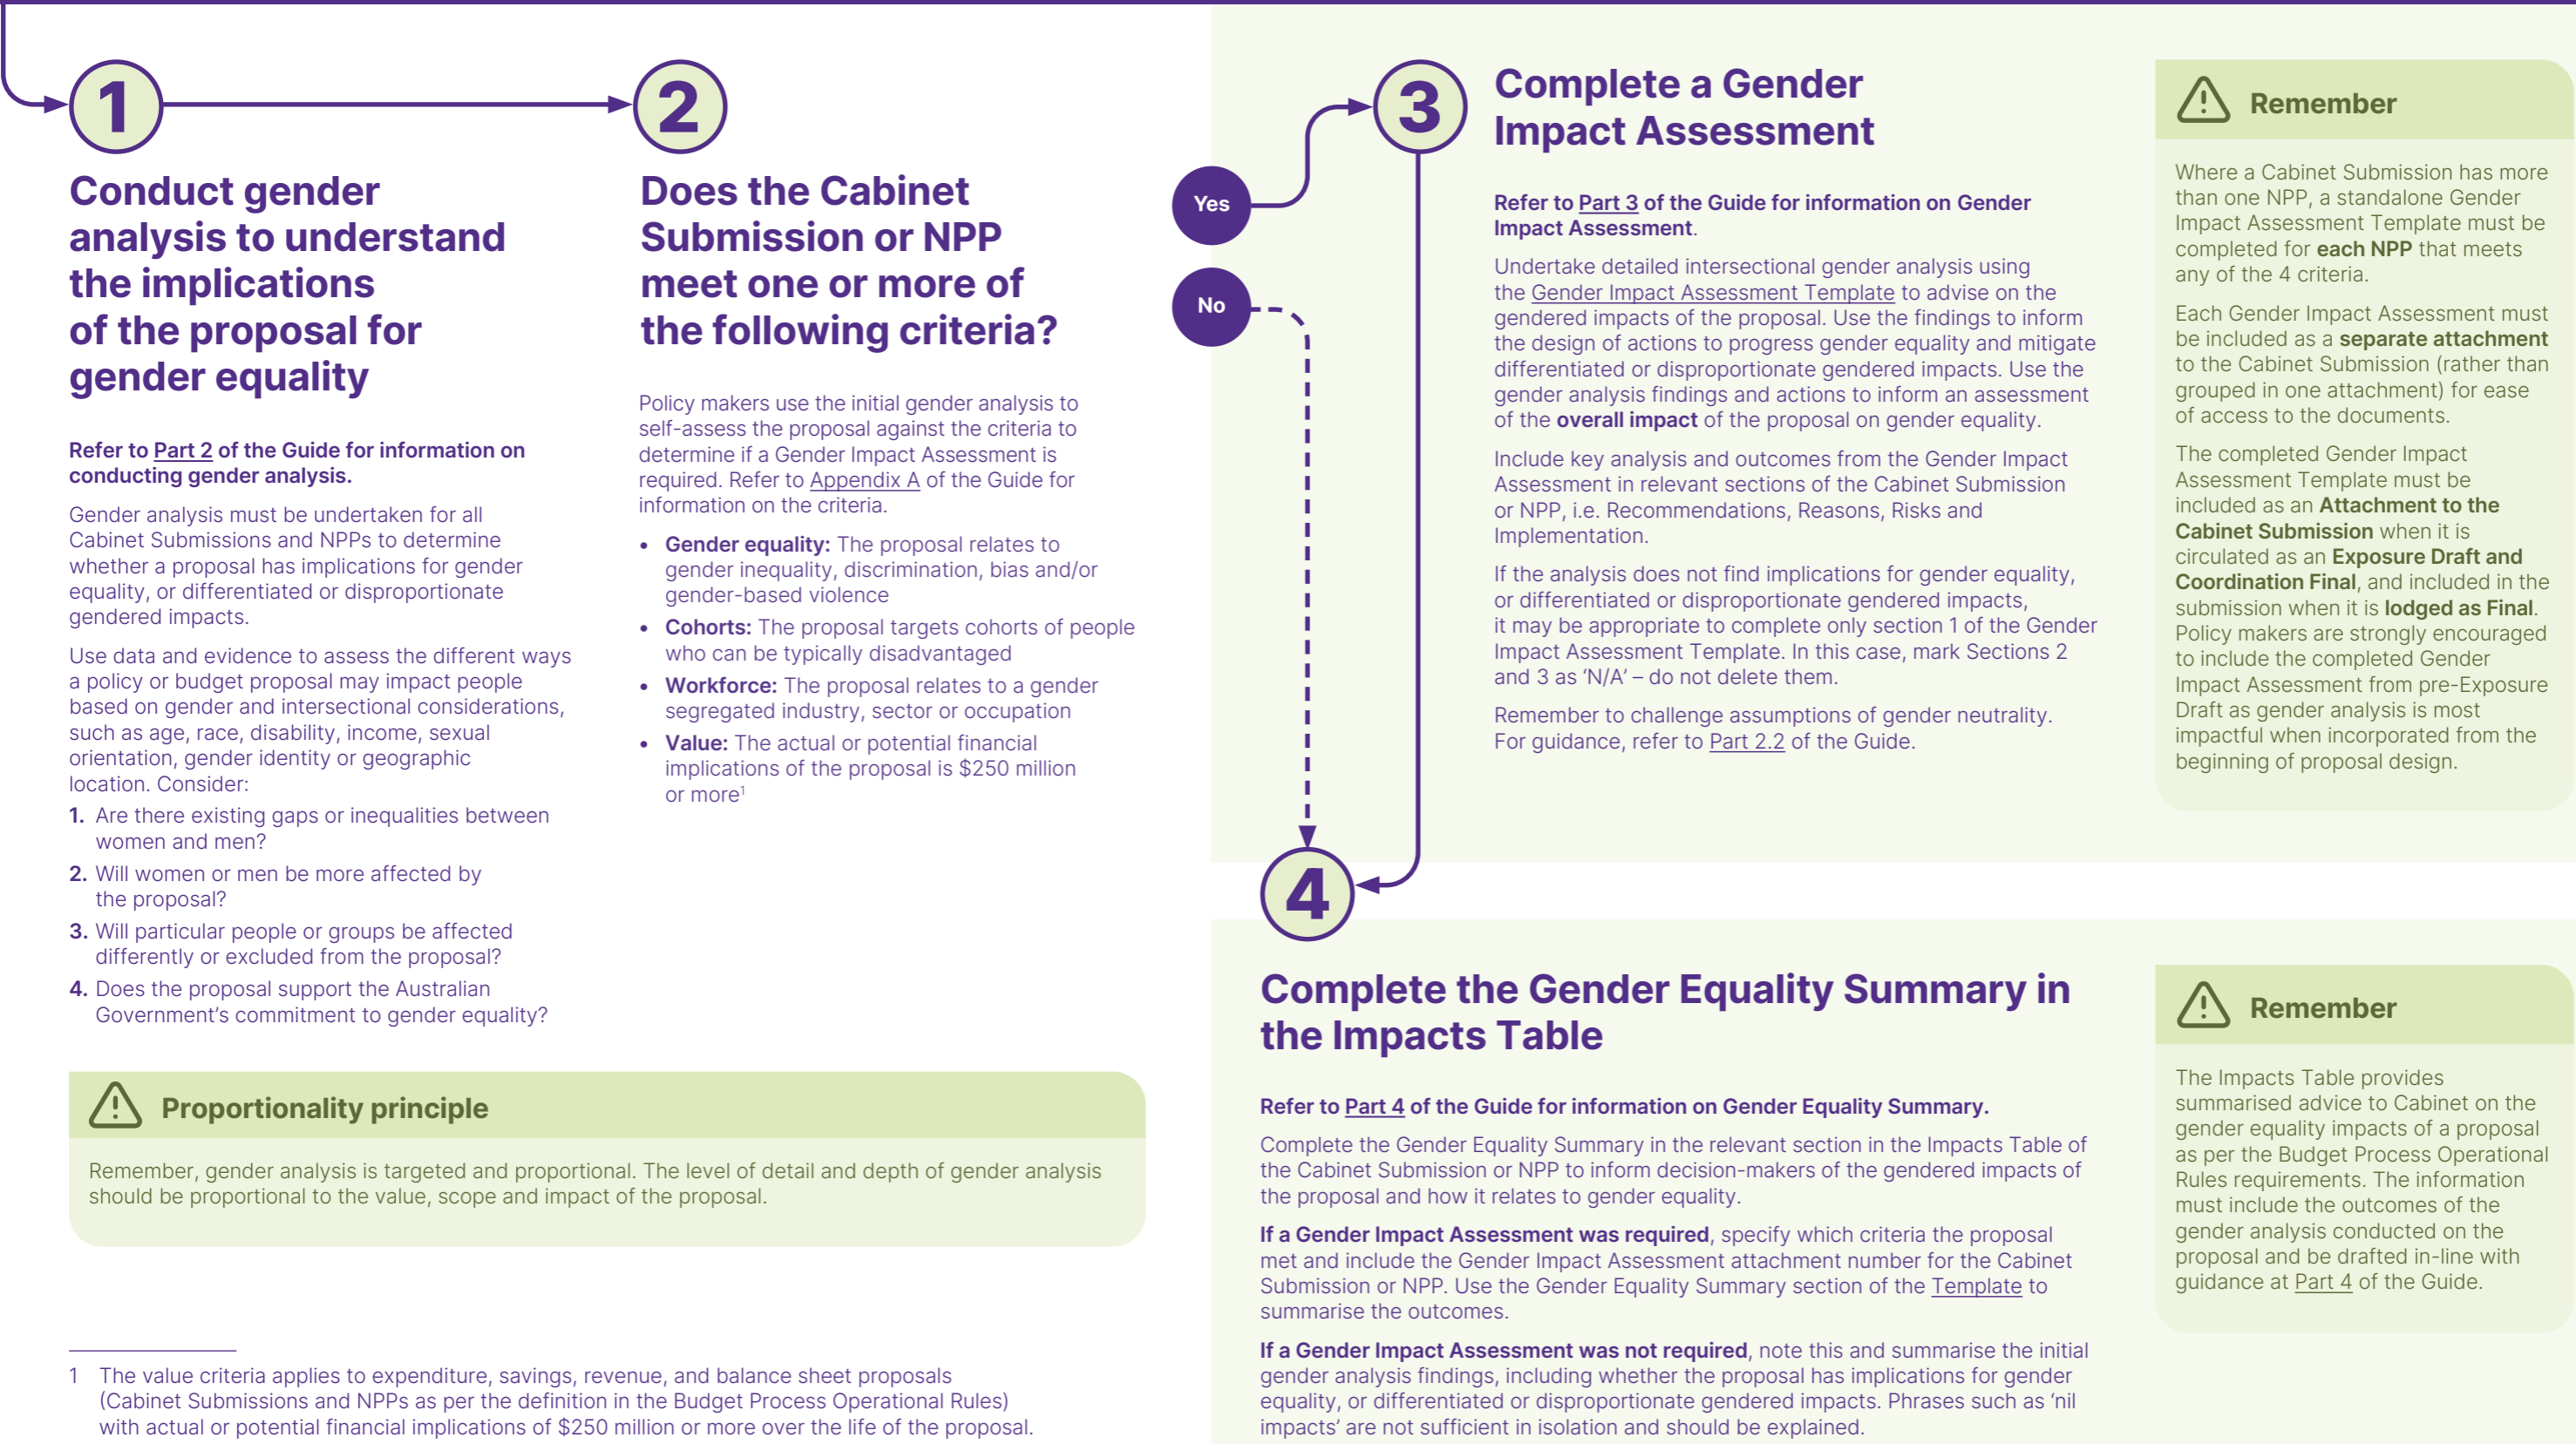 1
Conduct gender
analysis to understand
the implications
of the proposal for
gender equality
Refer to Part 2 of the Guide for information on
conducting gender analysis.
Gender analysis must be undertaken for all
Cabinet Submissions and NPPs to determine
whether a proposal has implications for gender
equality, or differentiated or disproportionate
gendered impacts.
Use data and evidence to assess the different ways
a policy or budget proposal may impact people
based on gender and intersectional considerations,
such as age, race, disability, income, sexual
orientation, gender identity or geographic
location. Consider:
1. Are there existing gaps or inequalities between
women and men?
2. Will women or men be more affected by
the proposal?
3. Will particular people or groups be affected
differently or excluded from the proposal?
4. Does the proposal support the Australian
Government's commitment to gender equality?
2
Does the Cabinet
Submission or NPP
meet one or more of
the following criteria?
Policy makers use the initial gender analysis to
self-assess the proposal against the criteria to
determine if a Gender Impact Assessment is
required. Refer to Appendix A of the Guide for
information on the criteria.
• Gender equality: The proposal relates to
gender inequality, discrimination, bias and/or
gender-based violence
• Cohorts: The proposal targets cohorts of people
who can be typically disadvantaged
• Workforce: The proposal relates to a gender
segregated industry, sector or occupation
• Value: The actual or potential financial
implications of the proposal is $250 million
or more1
Proportionality principle
Remember, gender analysis is targeted and proportional. The level of detail and depth of gender analysis
should be proportional to the value, scope and impact of the proposal.
1 The value criteria applies to expenditure, savings, revenue, and balance sheet proposals
(Cabinet Submissions and NPPs as per the definition in the Budget Process Operational Rules)
with actual or potential financial implications of $250 million or more over the life of the proposal.
Yes
No
3
Complete a Gender
Impact Assessment
Refer to Part 3 of the Guide for information on Gender
Impact Assessment.
Undertake detailed intersectional gender analysis using
the Gender Impact Assessment Template to advise on the
gendered impacts of the proposal. Use the findings to inform
the design of actions to progress gender equality and mitigate
differentiated or disproportionate gendered impacts. Use the
gender analysis findings and actions to inform an assessment
of the overall impact of the proposal on gender equality.
Include key analysis and outcomes from the Gender Impact
Assessment in relevant sections of the Cabinet Submission
or NPP, i.e. Recommendations, Reasons, Risks and
Implementation.
If the analysis does not find implications for gender equality,
or differentiated or disproportionate gendered impacts,
it may be appropriate to complete only section 1 of the Gender
Impact Assessment Template. In this case, mark Sections 2
and 3 as 'N/A' – do not delete them.
Remember to challenge assumptions of gender neutrality.
For guidance, refer to Part 2.2 of the Guide.
Remember
Where a Cabinet Submission has more
than one NPP, a standalone Gender
Impact Assessment Template must be
completed for each NPP that meets
any of the 4 criteria.
Each Gender Impact Assessment must
be included as a separate attachment
to the Cabinet Submission (rather than
grouped in one attachment) for ease
of access to the documents.
The completed Gender Impact
Assessment Template must be
included as an Attachment to the
Cabinet Submission when it is
circulated as an Exposure Draft and
Coordination Final, and included in the
submission when it is lodged as Final.
Policy makers are strongly encouraged
to include the completed Gender
Impact Assessment from pre-Exposure
Draft as gender analysis is most
impactful when incorporated from the
beginning of proposal design.
4
Complete the Gender Equality Summary in
the Impacts Table
Refer to Part 4 of the Guide for information on Gender Equality Summary.
Complete the Gender Equality Summary in the relevant section in the Impacts Table of
the Cabinet Submission or NPP to inform decision-makers of the gendered impacts of
the proposal and how it relates to gender equality.
If a Gender Impact Assessment was required, specify which criteria the proposal
met and include the Gender Impact Assessment attachment number for the Cabinet
Submission or NPP. Use the Gender Equality Summary section of the Template to
summarise the outcomes.
If a Gender Impact Assessment was not required, note this and summarise the initial
gender analysis findings, including whether the proposal has implications for gender
equality, or differentiated or disproportionate gendered impacts. Phrases such as 'nil
impacts' are not sufficient in isolation and should be explained.
Remember
The Impacts Table provides
summarised advice to Cabinet on the
gender equality impacts of a proposal
as per the Budget Process Operational
Rules requirements. The information
must include the outcomes of the
gender analysis conducted on the
proposal and be drafted in-line with
guidance at Part 4 of the Guide.